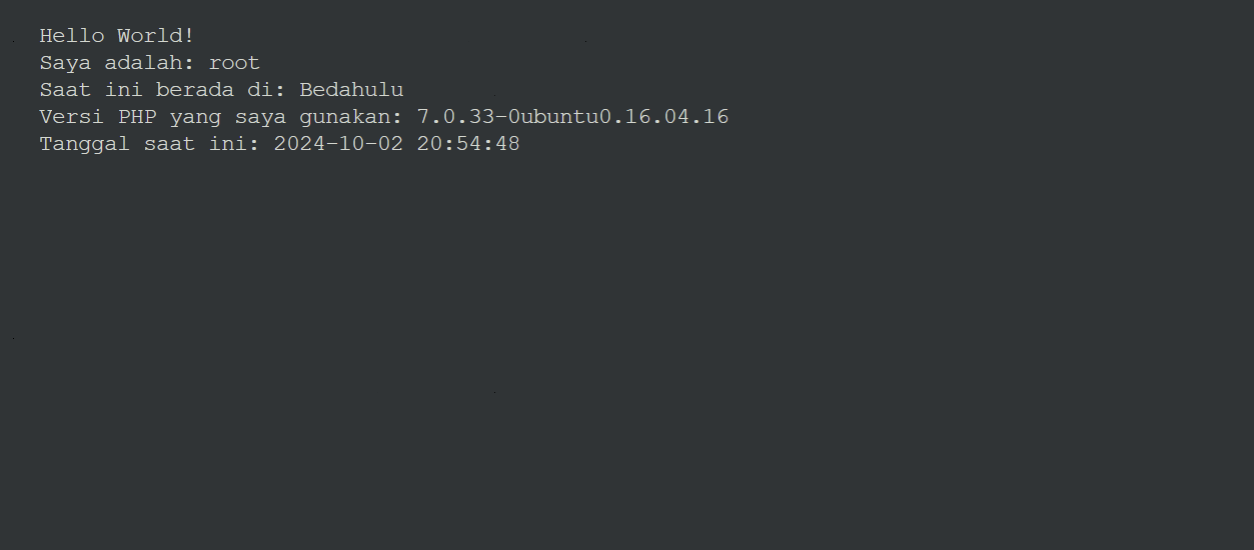 Hello World!
Saya adalah: root
Saat ini berada di: Bedahulu
Versi PHP yang saya gunakan: 7.0.33-0ubuntu0.16.04.16
Tanggal saat ini: 2024-10-02 20:54:48